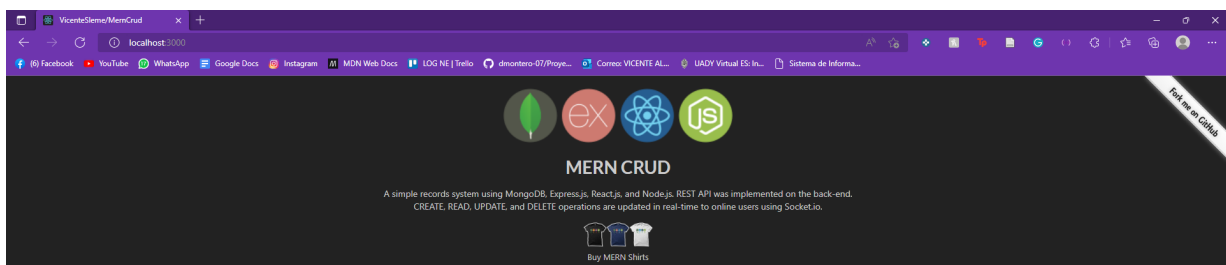 VicenteSleme/MernCrud
localhost:3000
(6) Facebook YouTube WhatsApp Google Docs Instagram MDN Web Docs LOG NE | Trello dmontero-07/Proye... Correo: VICENTE AL... UADY Virtual ES: In... Sistema de Informa...
Fork me on GitHub
ex
JS
MERN CRUD
A simple records system using MongoDB, Express.js, React.js, and Node.js. REST API was implemented on the back-end.
CREATE, READ, UPDATE, and DELETE operations are updated in real-time to online users using Socket.io.
Buy MERN Shirts